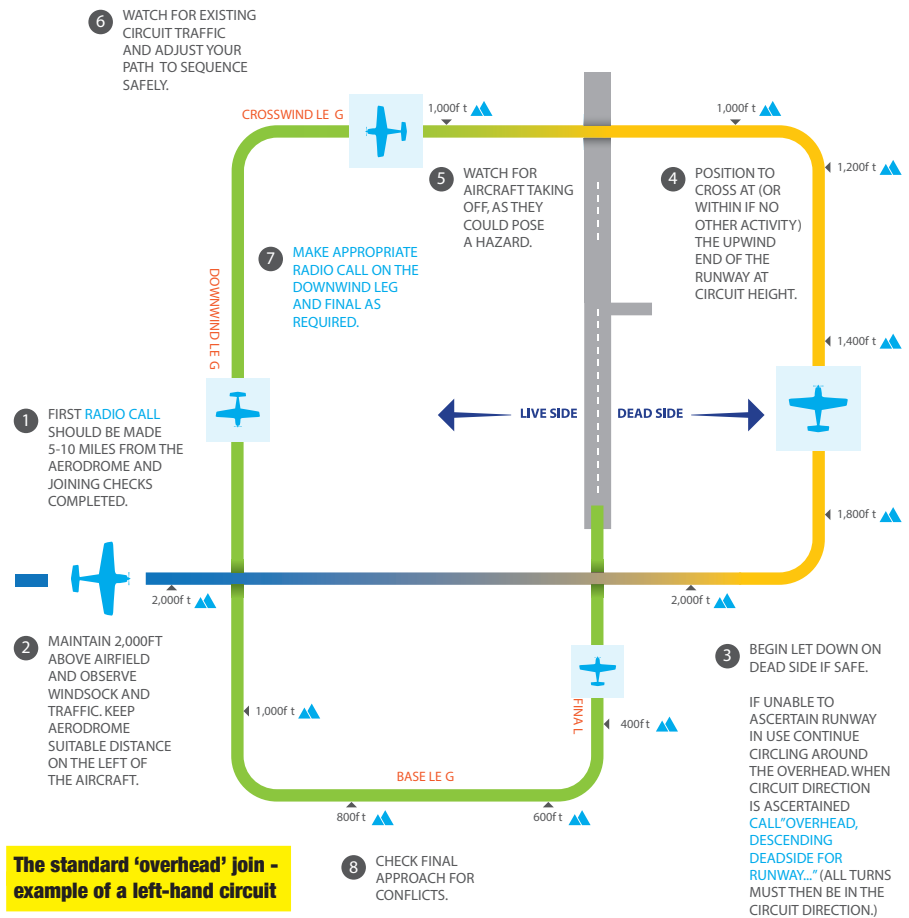 6
WATCH FOR EXISTING
CIRCUIT TRAFFIC
AND ADJUST YOUR
PATH TO SEQUENCE
SAFELY.
CROSSWIND LE G
1,000f t
1,000f t
1,200f t
5
WATCH FOR
AIRCRAFT TAKING
OFF, AS THEY
COULD POSE
A HAZARD.
4
POSITION TO
CROSS AT (OR
WITHIN IF NO
OTHER ACTIVITY)
THE UPWIND
END OF THE
RUNWAY AT
CIRCUIT HEIGHT.
7
MAKE APPROPRIATE
RADIO CALL ON THE
DOWNWIND LEG
AND FINAL AS
REQUIRED.
DOWNWIND LE G
1,400f t
1
FIRST RADIO CALL
SHOULD BE MADE
5-10 MILES FROM THE
AERODROME AND
JOINING CHECKS
COMPLETED.
LIVE SIDE
DEAD SIDE
1,800f t
2,000f t
2,000f t
2
MAINTAIN 2,000FT
ABOVE AIRFIELD
AND OBSERVE
WINDSOCK AND
TRAFFIC. KEEP
AERODROME
SUITABLE DISTANCE
ON THE LEFT OF
THE AIRCRAFT.
3
BEGIN LET DOWN ON
DEAD SIDE IF SAFE.
IF UNABLE TO
ASCERTAIN RUNWAY
IN USE CONTINUE
CIRCLING AROUND
THE OVERHEAD. WHEN
CIRCUIT DIRECTION
IS ASCERTAINED
CALL"OVERHEAD,
DESCENDING
DEADSIDE FOR
RUNWAY..." (ALL TURNS
MUST THEN BE IN THE
CIRCUIT DIRECTION.)
1,000f t
FINA L
400f t
BASE LE G
800f t
600f t
The standard ‘overhead’ join -
example of a left-hand circuit
8
CHECK FINAL
APPROACH FOR
CONFLICTS.